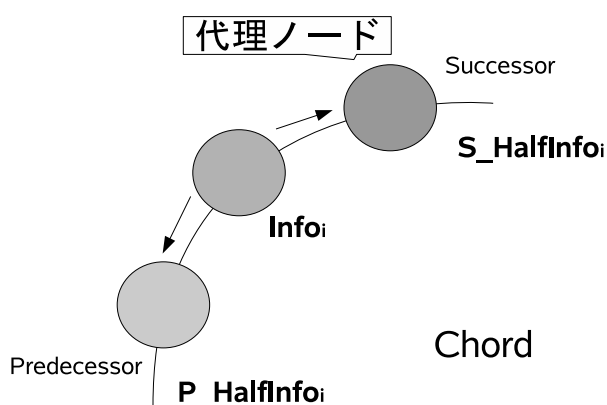 代理ノード
Successor
S_HalfInfoi
Infoi
Chord
Predecessor
P_HalfInfoi